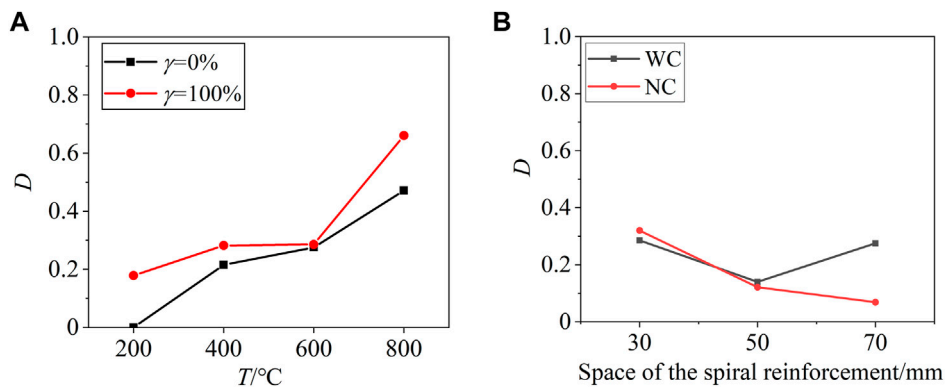 A
1.0
0.8
0.6
0.4
0.2
0
D
γ=0%
γ=100%
200 400 600 800
T/°C
B
1.0
0.8
0.6
0.4
0.2
0
D
WC
NC
30 50 70
Space of the spiral reinforcement/mm